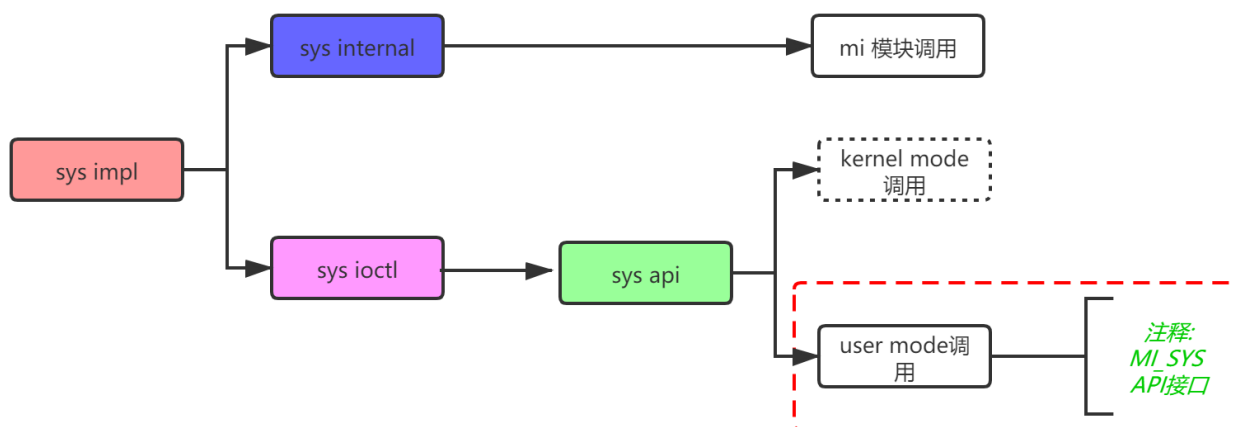 sys internal
mi 模块调用
sys impl
kernel mode
调用
sys ioctl
sys api
user mode调
用
注释:
MI_SYS
API接口